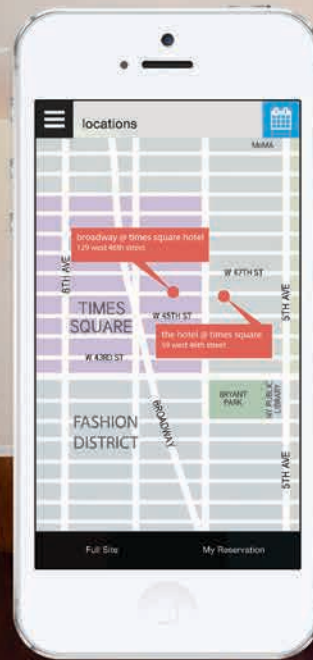 locations
MoMA
broadway @ times square hotel
129 west 46th street
8TH AVE
W 47TH ST
5TH AVE
TIMES
SQUARE
W 45TH ST
the hotel @ times square
59 west 46th street
W 43RD ST
BROADWAY
BRYANT
PARK
NY PUBLIC
LIBRARY
FASHION
DISTRICT
5TH AVE
Full Site
My Reservation